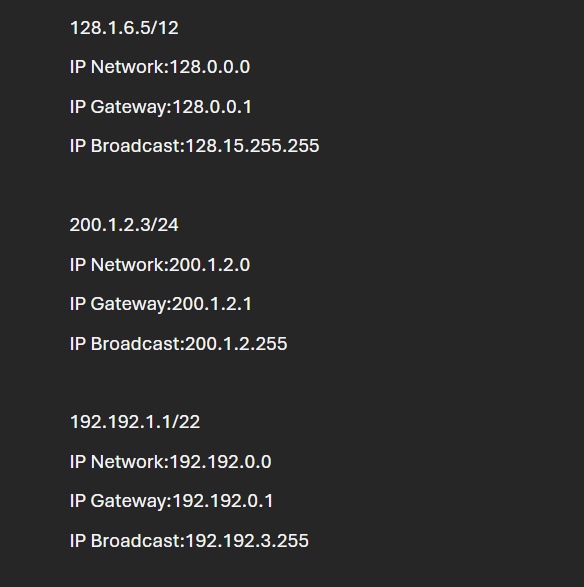 128.1.6.5/12
IP Network:128.0.0.0
IP Gateway:128.0.0.1
IP Broadcast:128.15.255.255
200.1.2.3/24
IP Network:200.1.2.0
IP Gateway:200.1.2.1
IP Broadcast:200.1.2.255
192.192.1.1/22
IP Network:192.192.0.0
IP Gateway:192.192.0.1
IP Broadcast:192.192.3.255